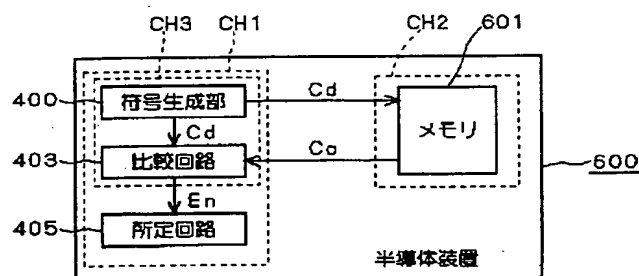 CH3 CH1 CH2 601
400 符号生成部 Cd メモリ
Cd
403 比較回路 Ca 600
En
405 所定回路
半導体装置